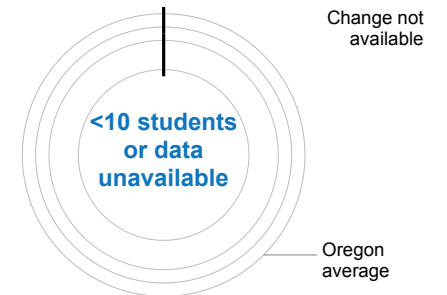 Change not
available
<10 students
or data
unavailable
Oregon
average